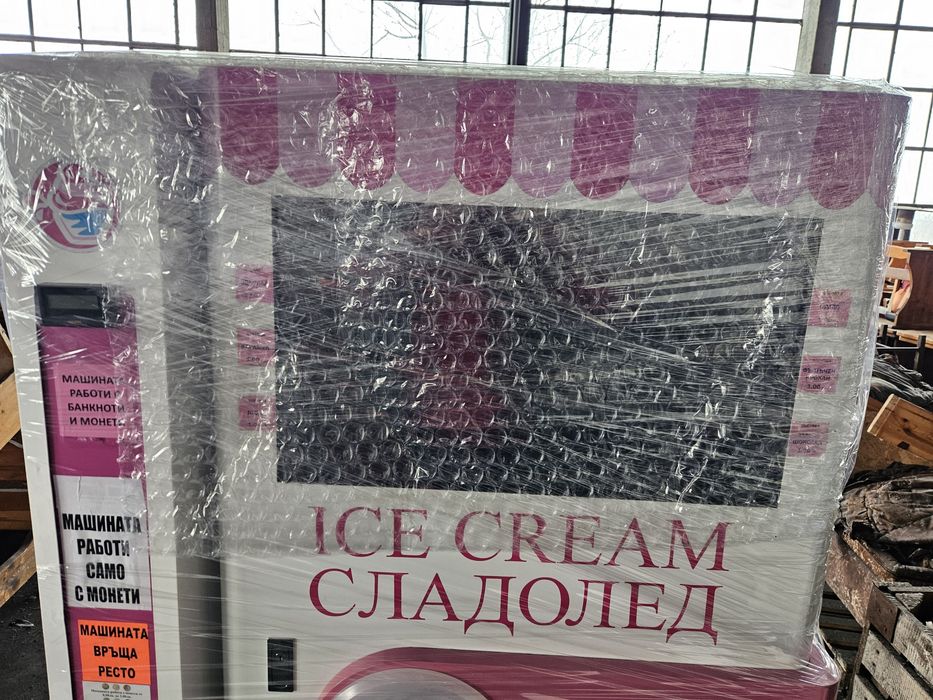 МАШИНАТА
РАБОТИ С
БАНКНОТИ
И МОНЕТИ
МАШИНАТА
РАБОТИ
САМО
С МОНЕТИ
МАШИНАТА
ВРЪЩА
РЕСТО
ICE CREAM
СЛАДОЛЕД